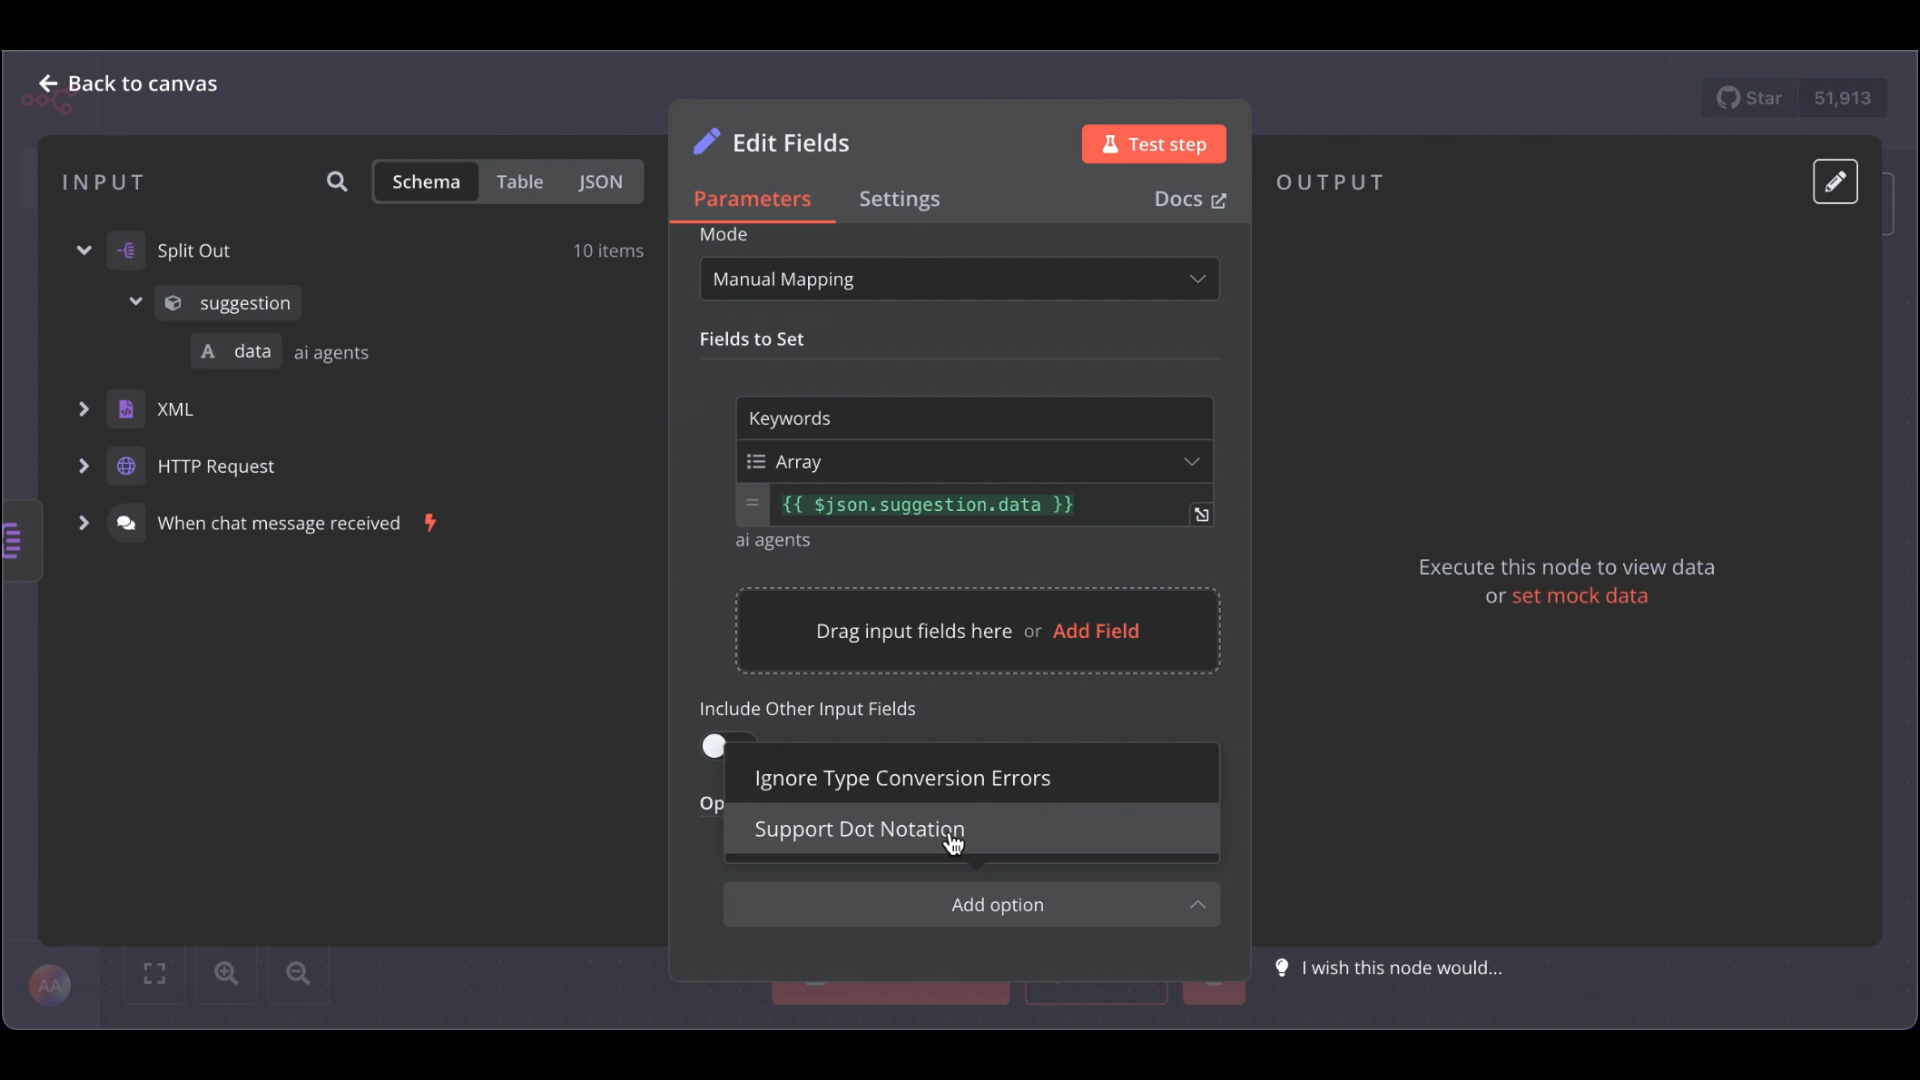 Back to canvas
Star 51,913
Edit Fields
Test step
INPUT
Schema Table JSON
Parameters Settings Docs
OUTPUT
Split Out 10 items
suggestion
A data ai agents
XML
HTTP Request
When chat message received
Mode
Manual Mapping
Fields to Set
Keywords
Array
= {{ $json.suggestion.data }}
ai agents
Drag input fields here or Add Field
Include Other Input Fields
Ignore Type Conversion Errors
Op
Support Dot Notation
Add option
Execute this node to view data
or set mock data
I wish this node would...
AA